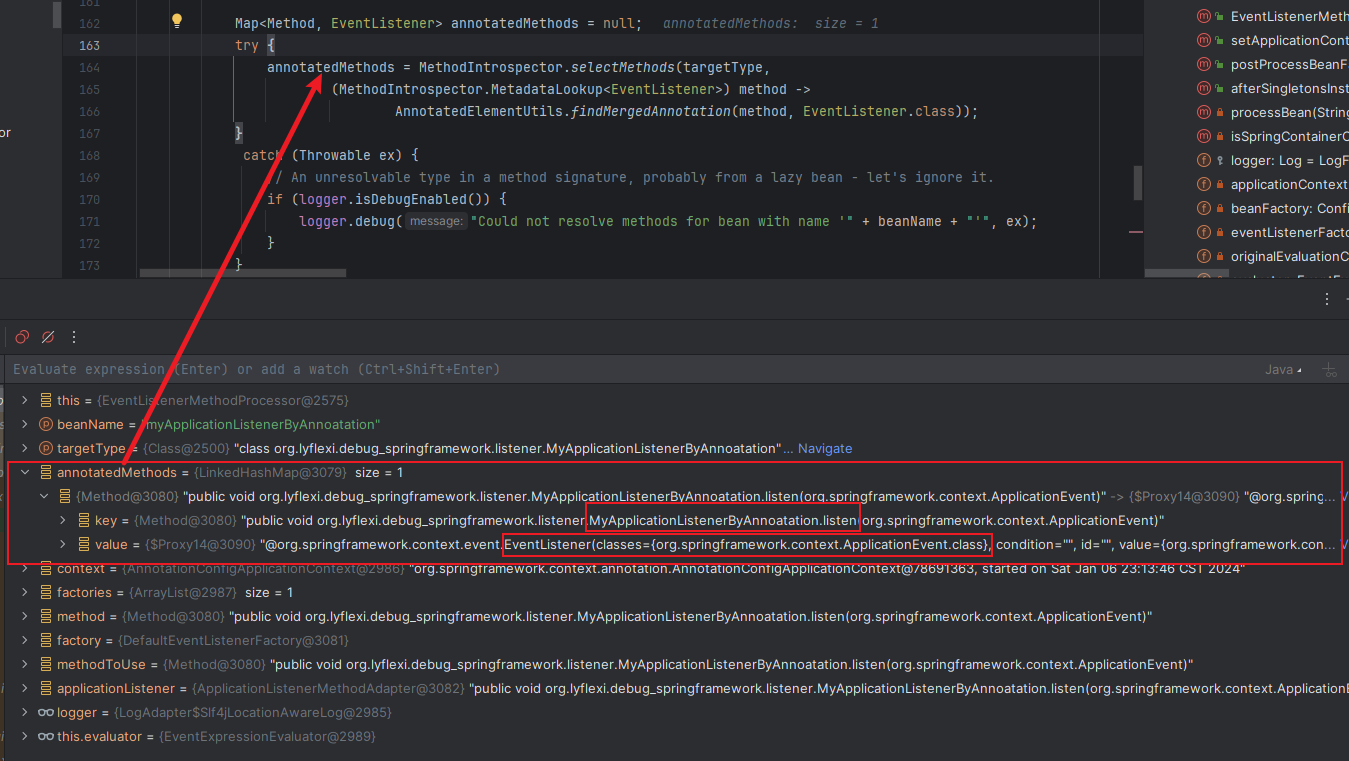 161
162 Map<Method, EventListener> annotatedMethods = null; annotatedMethods: size = 1
163 try {
164 annotatedMethods = MethodIntrospector.selectMethods(targetType,
165 (MethodIntrospector.MetadataLookup<EventListener>) method ->
166 AnnotatedElementUtils.findMergedAnnotation(method, EventListener.class));
167 }
168 catch (Throwable ex) {
169 // An unresolvable type in a method signature, probably from a lazy bean - let's ignore it.
170 if (logger.isDebugEnabled()) {
171 logger.debug( message: "Could not resolve methods for bean with name '" + beanName + "'", ex);
172 }
173 }
or
m EventListenerMeth
m setApplicationCont
m postProcessBeanF
m afterSingletonsInst
m processBean(String
m isSpringContainerC
f logger: Log = LogF
f applicationContext
f beanFactory: Confi
f eventListenerFacto
f originalEvaluationC
Evaluate expression (Enter) or add a watch (Ctrl+Shift+Enter) Java
this = {EventListenerMethodProcessor@2575}
p beanName = "myApplicationListenerByAnnoatation"
p targetType = {Class@2500} "class org.lyflexi.debug_springframework.listener.MyApplicationListenerByAnnoatation"... Navigate
annotatedMethods = {LinkedHashMap@3079} size = 1
{Method@3080} "public void org.lyflexi.debug_springframework.listener.MyApplicationListenerByAnnoatation.listen(org.springframework.context.ApplicationEvent)" -> {$Proxy14@3090} "@org.spring...
key = {Method@3080} "public void org.lyflexi.debug_springframework.listener.MyApplicationListenerByAnnoatation.listen(org.springframework.context.ApplicationEvent)"
value = {$Proxy14@3090} "@org.springframework.context.event.EventListener(classes={org.springframework.context.ApplicationEvent.class}, condition="", id="", value={org.springframework.con...
context = {AnnotationConfigApplicationContext@2986} "org.springframework.context.annotation.AnnotationConfigApplicationContext@78691363, started on Sat Jan 06 23:13:46 CST 2024"
factories = {ArrayList@2987} size = 1
method = {Method@3080} "public void org.lyflexi.debug_springframework.listener.MyApplicationListenerByAnnoatation.listen(org.springframework.context.ApplicationEvent)"
factory = {DefaultEventListenerFactory@3081}
methodToUse = {Method@3080} "public void org.lyflexi.debug_springframework.listener.MyApplicationListenerByAnnoatation.listen(org.springframework.context.ApplicationEvent)"
applicationListener = {ApplicationListenerMethodAdapter@3082} "public void org.lyflexi.debug_springframework.listener.MyApplicationListenerByAnnoatation.listen(org.springframework.context.ApplicationE
logger = {LogAdapter$Slf4jLocationAwareLog@2985}
this.evaluator = {EventExpressionEvaluator@2989}